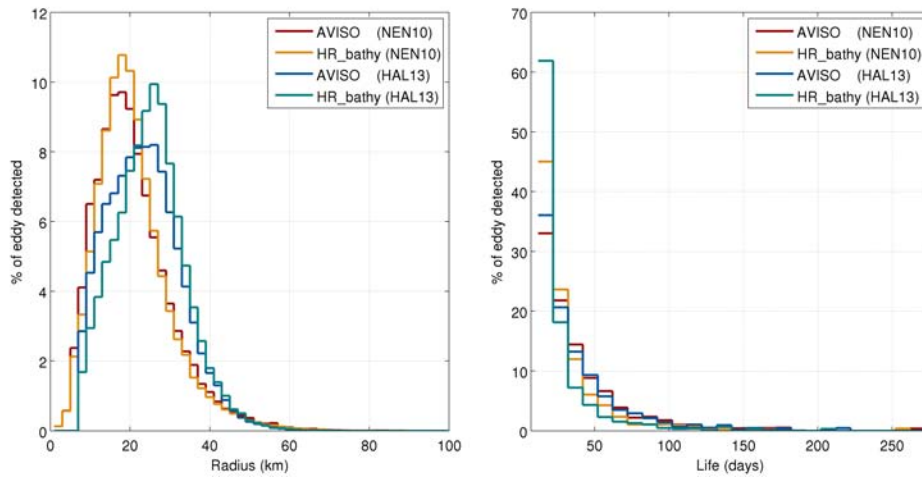 12
10
8
6
4
2
0
% of eddy detected
0 20 40 60 80 100
Radius (km)
AVISO (NEN10)
HR_bathy (NEN10)
AVISO (HAL13)
HR_bathy (HAL13)
70
60
50
40
30
20
10
0
% of eddy detected
50 100 150 200 250
Life (days)
AVISO (NEN10)
HR_bathy (NEN10)
AVISO (HAL13)
HR_bathy (HAL13)